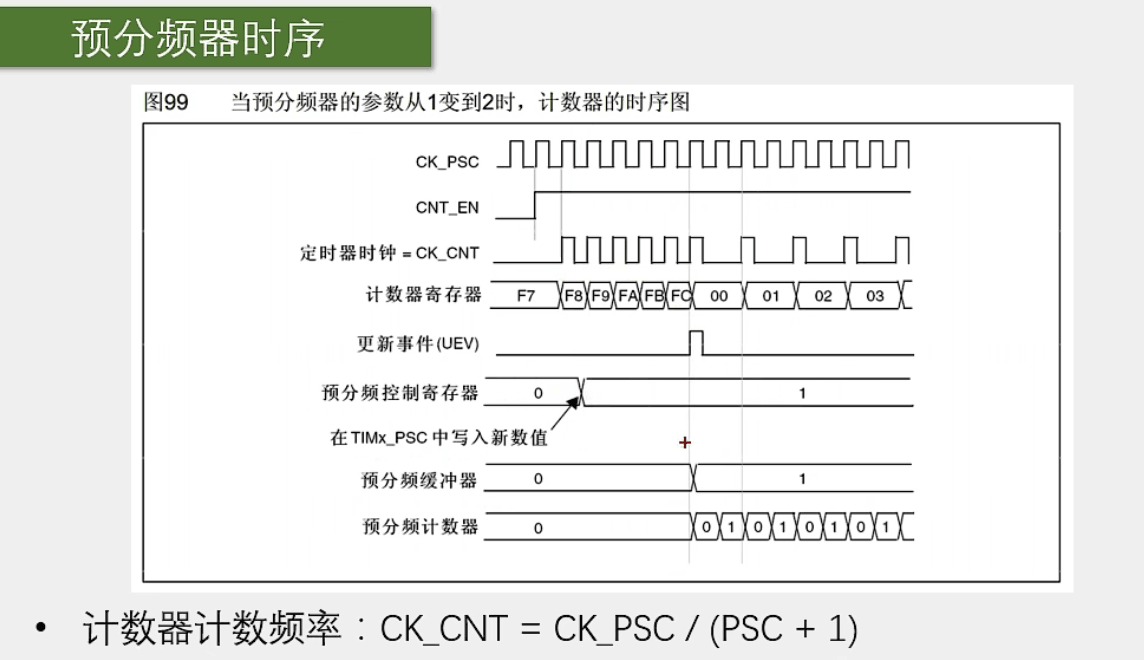 预分频器时序
图99 当预分频器的参数从1变到2时，计数器的时序图
CK_PSC
CNT_EN
定时器时钟 = CK_CNT
计数器寄存器 F7 F8 F9 FA FB FC 00 01 02 03
更新事件(UEV)
预分频控制寄存器 0 1
在TIMx_PSC 中写入新数值
预分频缓冲器 0 1
预分频计数器 0 0 1 0 1 0 1 0 1
• 计数器计数频率：CK_CNT = CK_PSC / (PSC + 1)